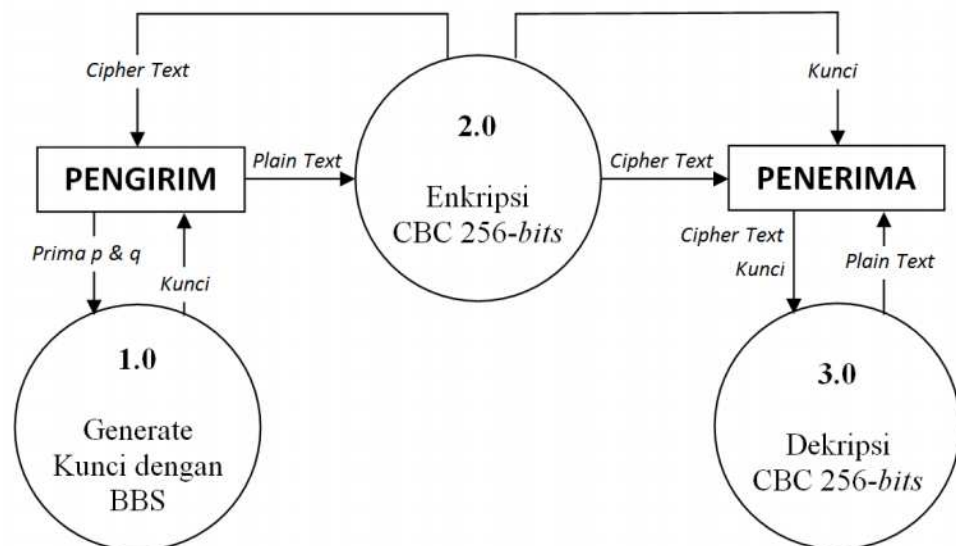 Cipher Text
Kunci
2.0
PENGIRIM
Plain Text
Enkripsi
CBC 256-bits
Cipher Text
PENERIMA
Prima p & q
Kunci
Cipher Text
Kunci
Plain Text
1.0
Generate
Kunci dengan
BBS
3.0
Dekripsi
CBC 256-bits